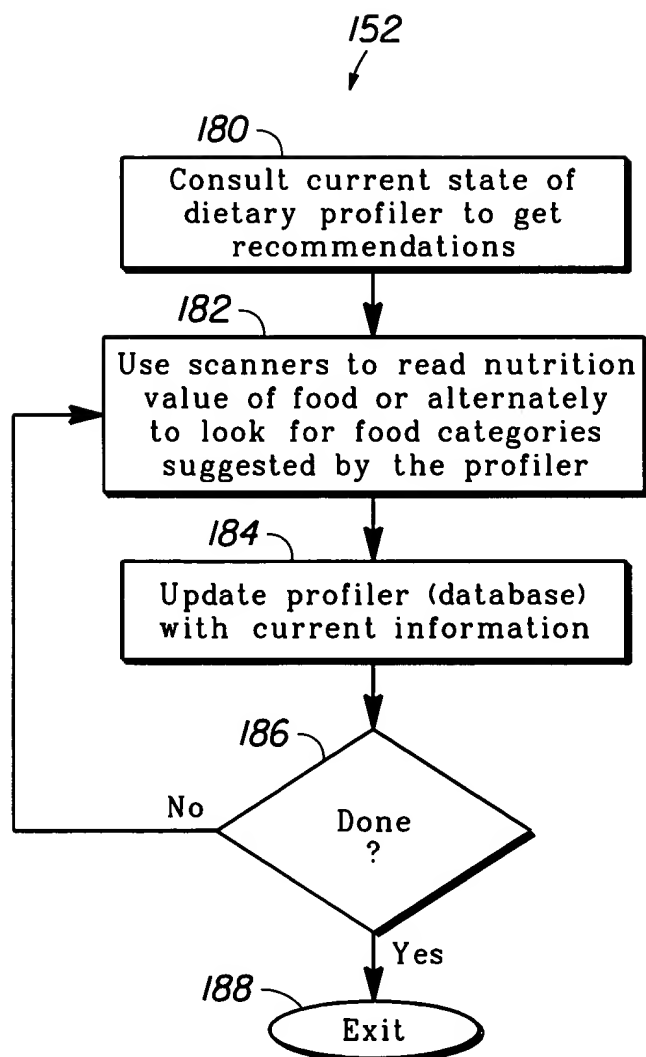 152
180
Consult current state of
dietary profiler to get
recommendations
182
Use scanners to read nutrition
value of food or alternately
to look for food categories
suggested by the profiler
184
Update profiler (database)
with current information
186
No
Done
?
Yes
188
Exit